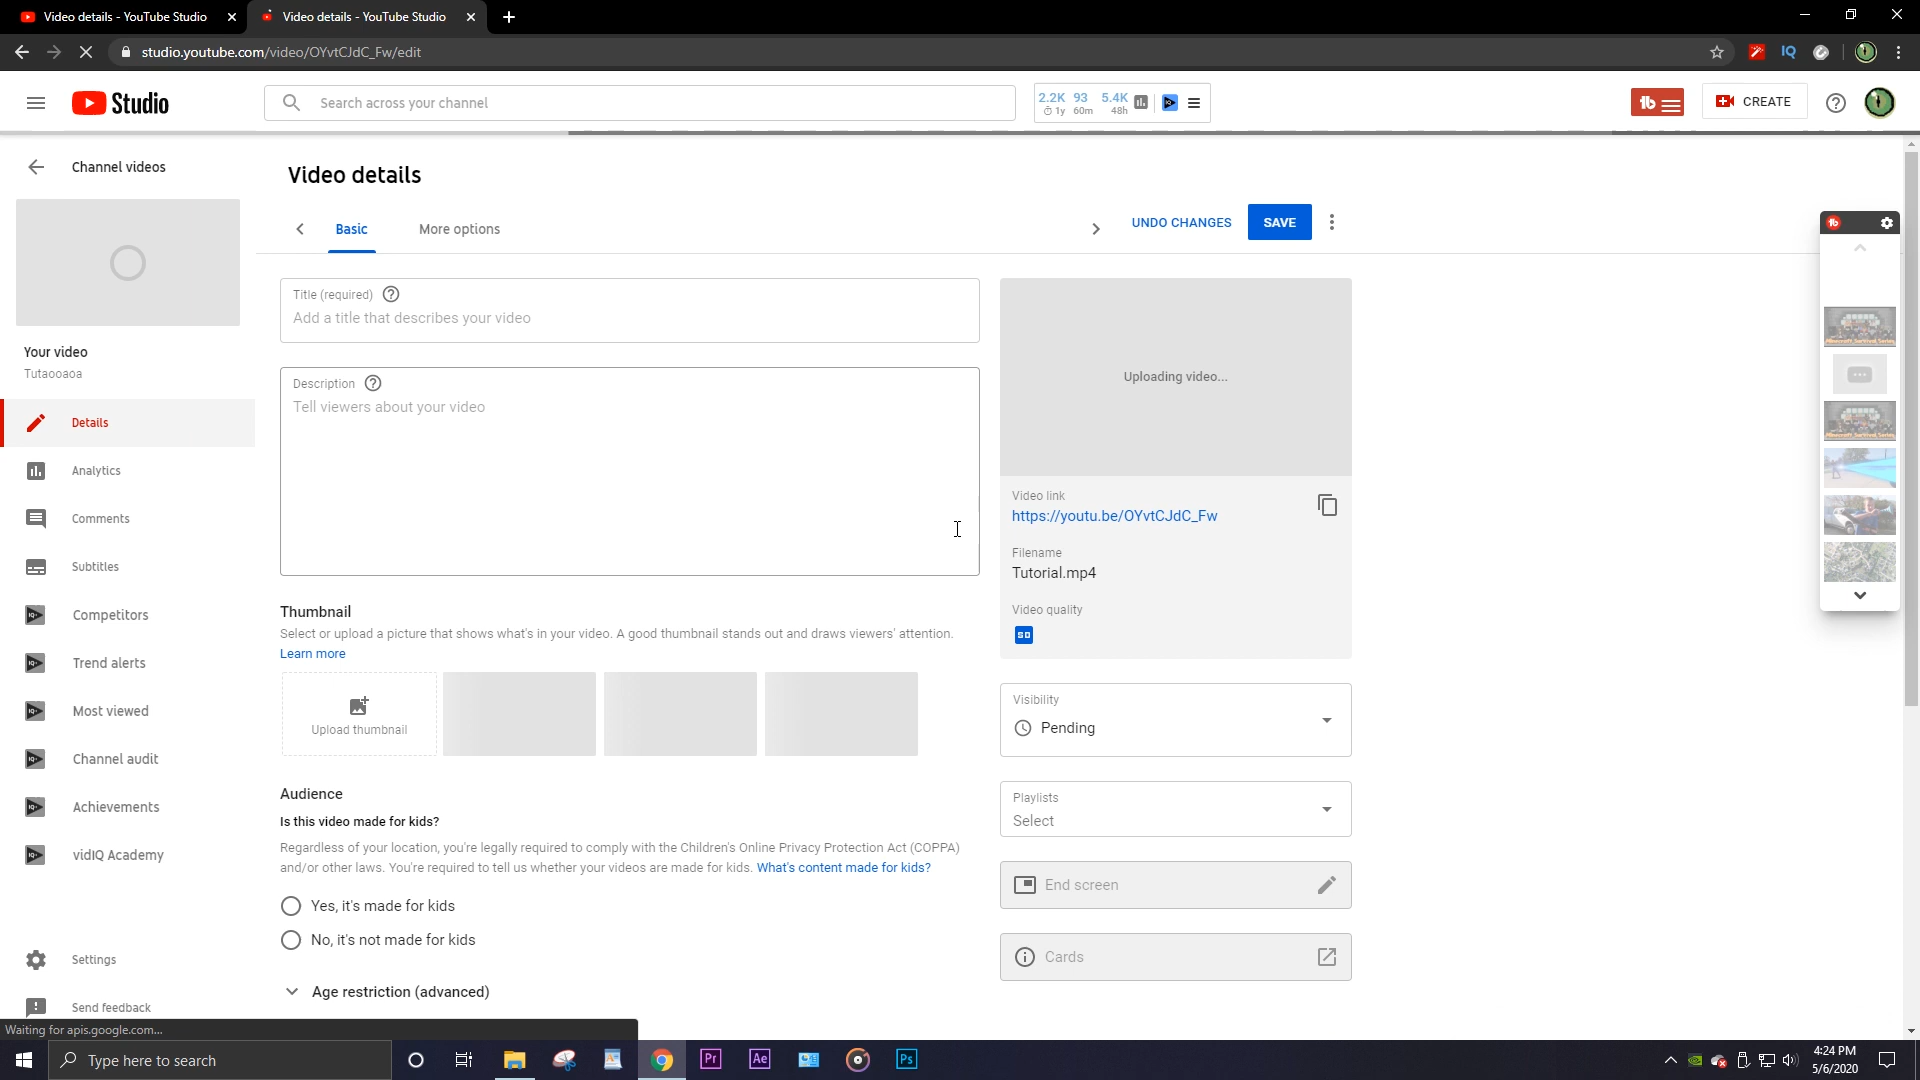 Video details - YouTube Studio
Video details - YouTube Studio
studio.youtube.com/video/OYvtCJdC_Fw/edit
IQ
Studio
Search across your channel
2.2K 93 5.4K
1y 60m 48h
CREATE
Channel videos
Video details
Basic
More options
UNDO CHANGES
SAVE
Title (required)
Add a title that describes your video
Description
Tell viewers about your video
Your video
Tutaooaoa
Details
Analytics
Comments
Subtitles
Competitors
Trend alerts
Most viewed
Channel audit
Achievements
vidIQ Academy
Settings
Send feedback
Thumbnail
Select or upload a picture that shows what's in your video. A good thumbnail stands out and draws viewers' attention.
Learn more
Upload thumbnail
Audience
Is this video made for kids?
Regardless of your location, you're legally required to comply with the Children's Online Privacy Protection Act (COPPA)
and/or other laws. You're required to tell us whether your videos are made for kids. What's content made for kids?
Yes, it's made for kids
No, it's not made for kids
Age restriction (advanced)
Uploading video...
Video link
https://youtu.be/OYvtCJdC_Fw
Filename
Tutorial.mp4
Video quality
SD
Visibility
Pending
Playlists
Select
End screen
Cards
Waiting for apis.google.com...
Type here to search
Pr
Ae
Ps
4:24 PM
5/6/2020